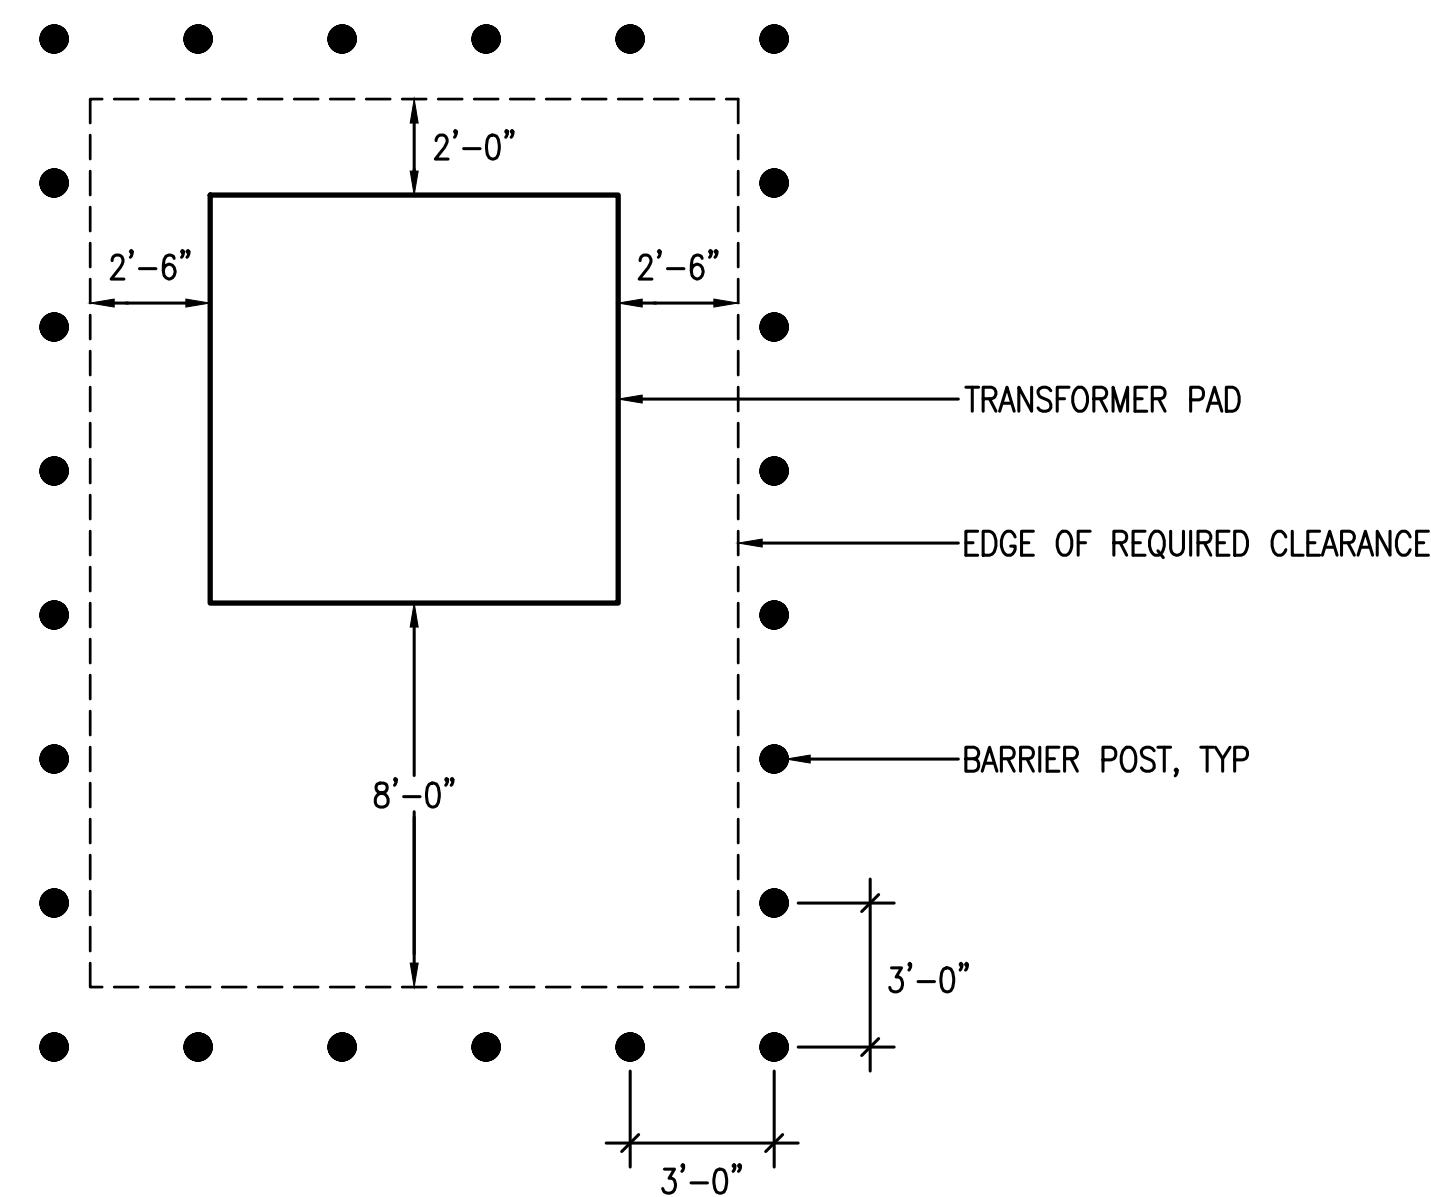 2'-0"
2'-6"
2'-6"
TRANSFORMER PAD
EDGE OF REQUIRED CLEARANCE
BARRIER POST, TYP
8'-0"
3'-0"
3'-0"